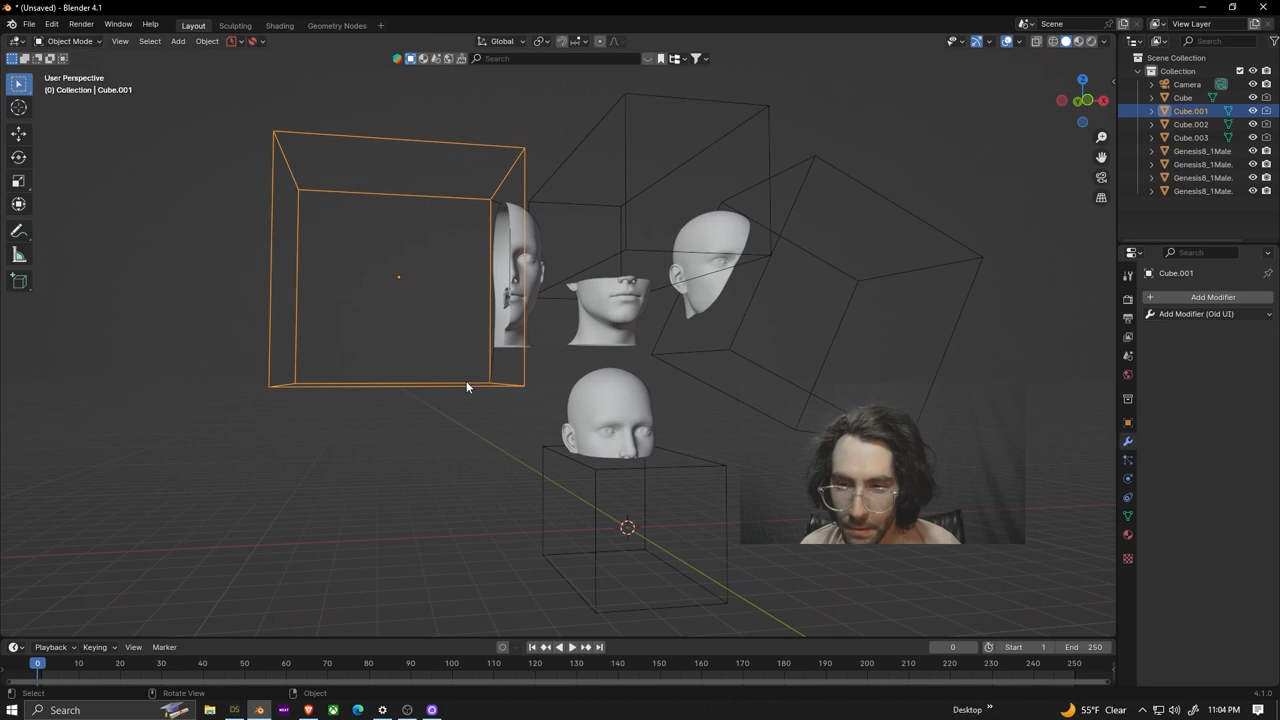 * (Unsaved) - Blender 4.1
File Edit Render Window Help Layout Sculpting Shading Geometry Nodes + Scene View Layer
Object Mode View Select Add Object Global Search
Search
User Perspective
(0) Collection | Cube.001
Scene Collection
Collection
Camera
Cube
Cube.001
Cube.002
Cube.003
Genesis8_1Male
Genesis8_1Male.
Genesis8_1Male.
Genesis8_1Male.
Search
Cube.001
Add Modifier
Add Modifier (Old UI)
Z
Y
X
Playback Keying View Marker 0 Start 1 End 250
0 10 20 30 40 50 60 70 80 90 100 110 120 130 140 150 160 170 180 190 200 210 220 230 240 250
Select Rotate View Object 4.1.0
Search DS NEXT Desktop 55°F Clear 11:04 PM